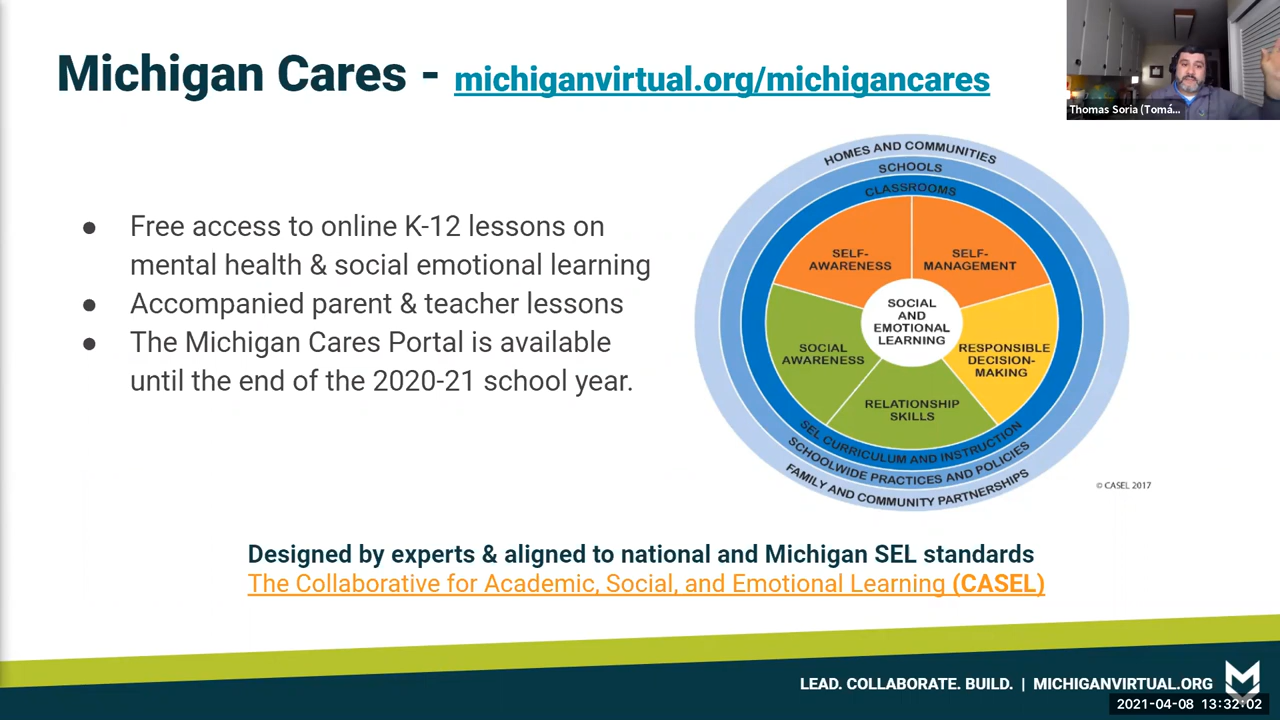 Michigan Cares - michiganvirtual.org/michigancares
Thomas Soria (Tomá...
● Free access to online K-12 lessons on
mental health & social emotional learning
● Accompanied parent & teacher lessons
● The Michigan Cares Portal is available
until the end of the 2020-21 school year.
HOMES AND COMMUNITIES
SCHOOLS
CLASSROOMS
SELF-
AWARENESS
SELF-
MANAGEMENT
SOCIAL
AND
EMOTIONAL
LEARNING
SOCIAL
AWARENESS
RESPONSIBLE
DECISION-
MAKING
RELATIONSHIP
SKILLS
SEL CURRICULUM AND INSTRUCTION
SCHOOLWIDE PRACTICES AND POLICIES
FAMILY AND COMMUNITY PARTNERSHIPS
© CASEL 2017
Designed by experts & aligned to national and Michigan SEL standards
The Collaborative for Academic, Social, and Emotional Learning (CASEL)
LEAD. COLLABORATE. BUILD. | MICHIGANVIRTUAL.ORG
2021-04-08 13:32:02